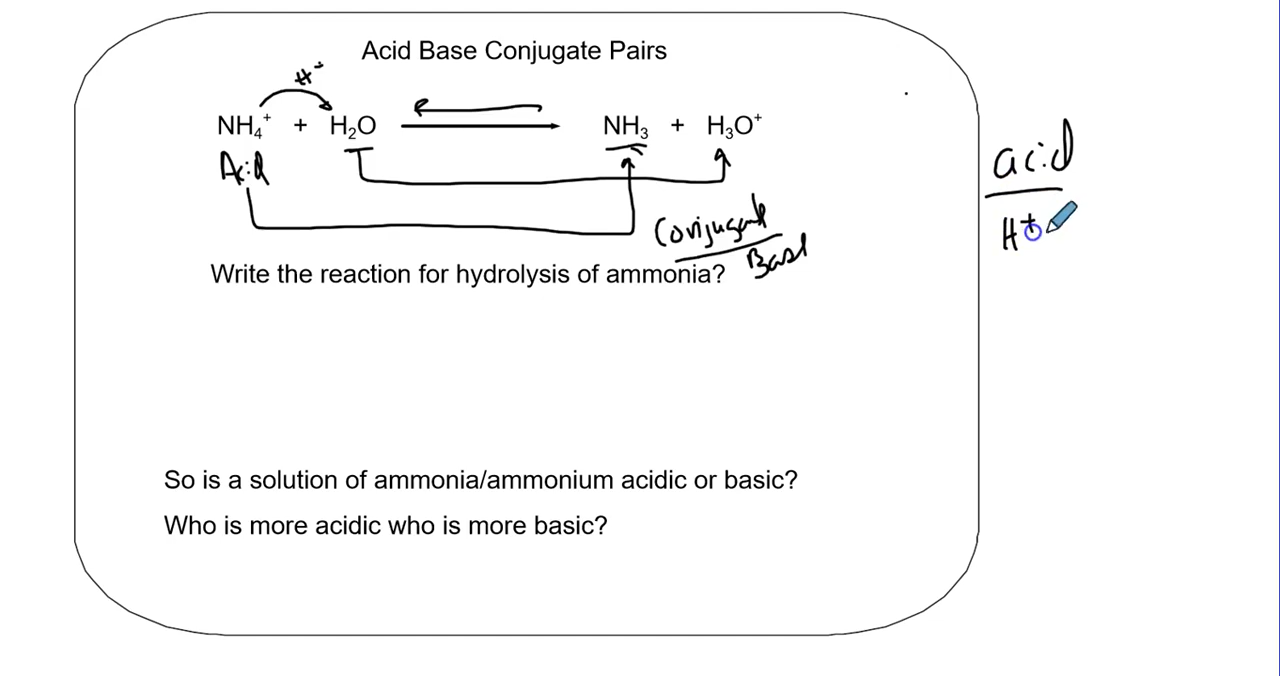 Acid Base Conjugate Pairs
H⁺
NH₄⁺ + H₂O NH₃ + H₃O⁺
Acid
Conjugate
Base
Write the reaction for hydrolysis of ammonia?
So is a solution of ammonia/ammonium acidic or basic?
Who is more acidic who is more basic?
acid
H⁺